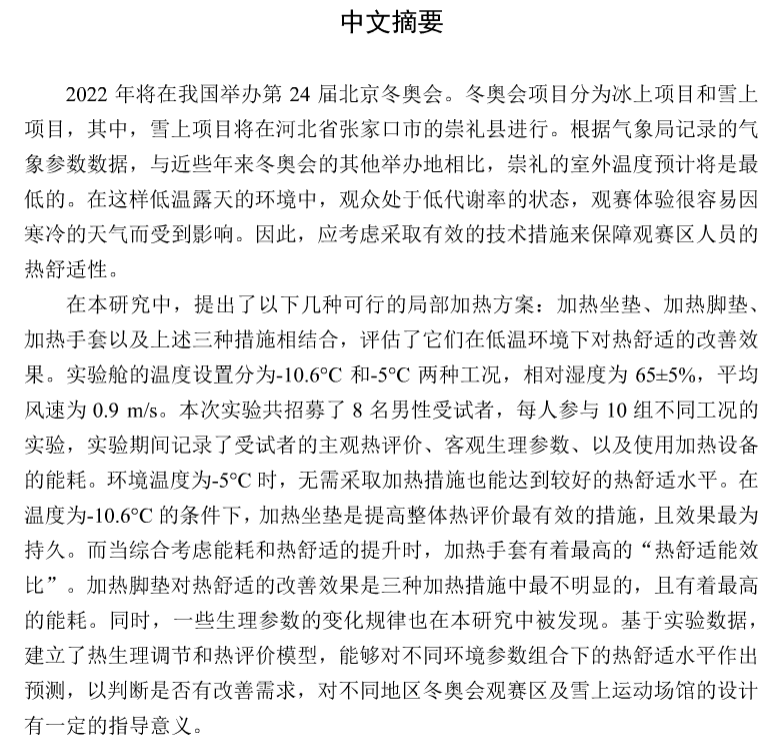 中文摘要
2022 年将在我国举办第 24 届北京冬奥会。冬奥会项目分为冰上项目和雪上
项目，其中，雪上项目将在河北省张家口市的崇礼县进行。根据气象局记录的气
象参数数据，与近些年来冬奥会的其他举办地相比，崇礼的室外温度预计将是最
低的。在这样低温露天的环境中，观众处于低代谢率的状态，观赛体验很容易因
寒冷的天气而受到影响。因此，应考虑采取有效的技术措施来保障观赛区人员的
热舒适性。
在本研究中，提出了以下几种可行的局部加热方案：加热坐垫、加热脚垫、
加热手套以及上述三种措施相结合，评估了它们在低温环境下对热舒适的改善效
果。实验舱的温度设置分为-10.6°C 和-5°C 两种工况，相对湿度为 65±5%，平均
风速为 0.9 m/s。本次实验共招募了 8 名男性受试者，每人参与 10 组不同工况的
实验，实验期间记录了受试者的主观热评价、客观生理参数、以及使用加热设备
的能耗。环境温度为-5°C 时，无需采取加热措施也能达到较好的热舒适水平。在
温度为-10.6°C 的条件下，加热坐垫是提高整体热评价最有效的措施，且效果最为
持久。而当综合考虑能耗和热舒适的提升时，加热手套有着最高的“热舒适能效
比”。加热脚垫对热舒适的改善效果是三种加热措施中最不明显的，且有着最高
的能耗。同时，一些生理参数的变化规律也在本研究中被发现。基于实验数据，
建立了热生理调节和热评价模型，能够对不同环境参数组合下的热舒适水平作出
预测，以判断是否有改善需求，对不同地区冬奥会观赛区及雪上运动场馆的设计
有一定的指导意义。